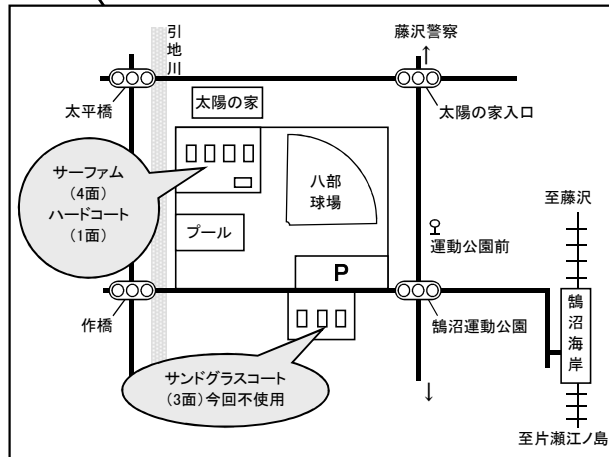 引地川
藤沢警察
↑
太平橋
太陽の家
太陽の家入口
サーファム
(4面)
ハードコート
(1面)
八部
球場
至藤沢
プール
運動公園前
P
作橋
鵠沼運動公園
鵠沼海岸
サンドグラスコート
(3面)今回不使用
↓
至片瀬江ノ島